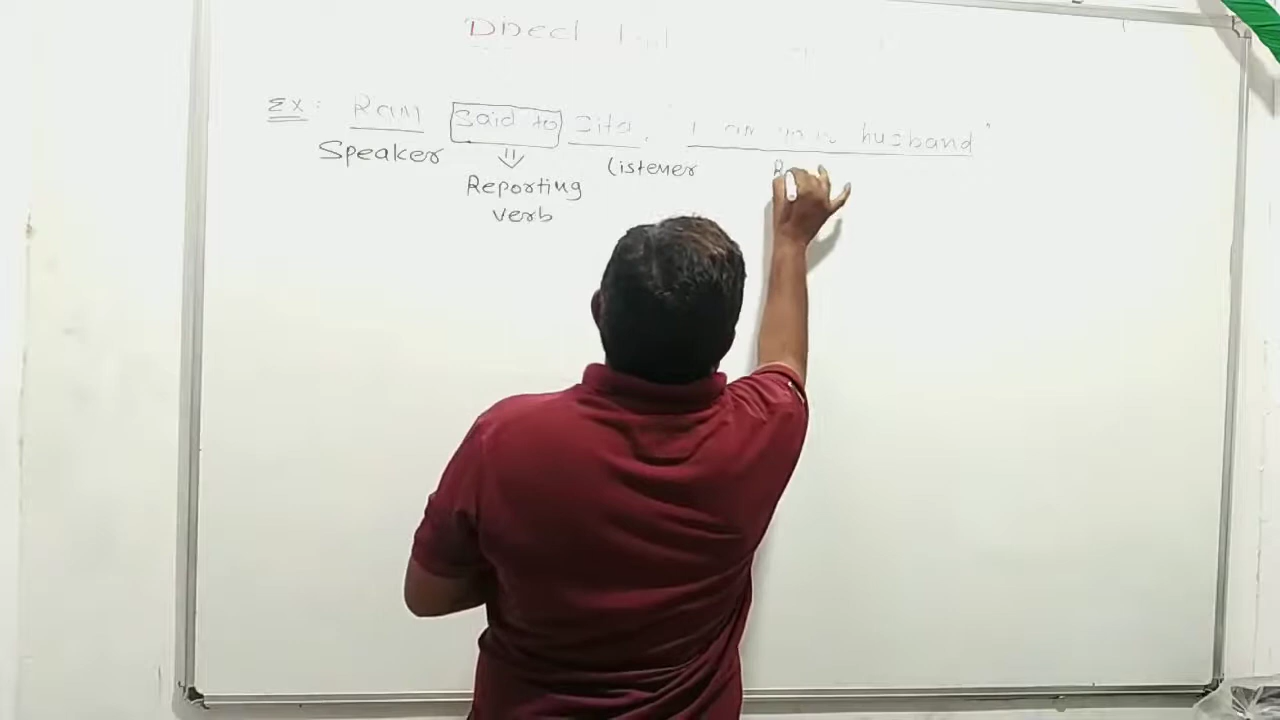 Direct
Ex: Ram said to Sita, "I am your husband"
Speaker
Listener
Reporting
verb